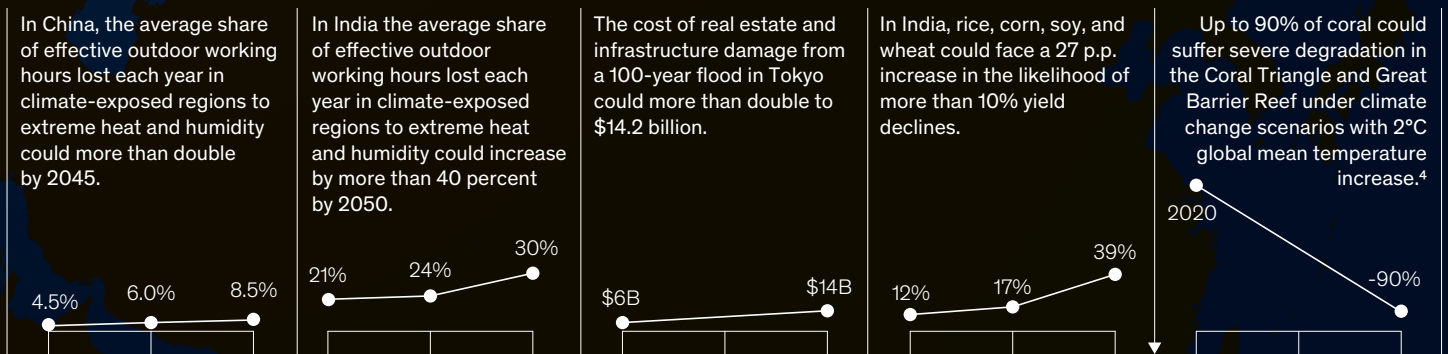 In China, the average share
of effective outdoor working
hours lost each year in
climate-exposed regions to
extreme heat and humidity
could more than double
by 2045.
4.5%
6.0%
8.5%
In India the average share
of effective outdoor
working hours lost each
year in climate-exposed
regions to extreme heat
and humidity could increase
by more than 40 percent
by 2050.
21%
24%
30%
The cost of real estate and
infrastructure damage from
a 100-year flood in Tokyo
could more than double to
$14.2 billion.
$6B
$14B
In India, rice, corn, soy, and
wheat could face a 27 p.p.
increase in the likelihood of
more than 10% yield
declines.
12%
17%
39%
Up to 90% of coral could
suffer severe degradation in
the Coral Triangle and Great
Barrier Reef under climate
change scenarios with 2°C
global mean temperature
increase.⁴
2020
-90%